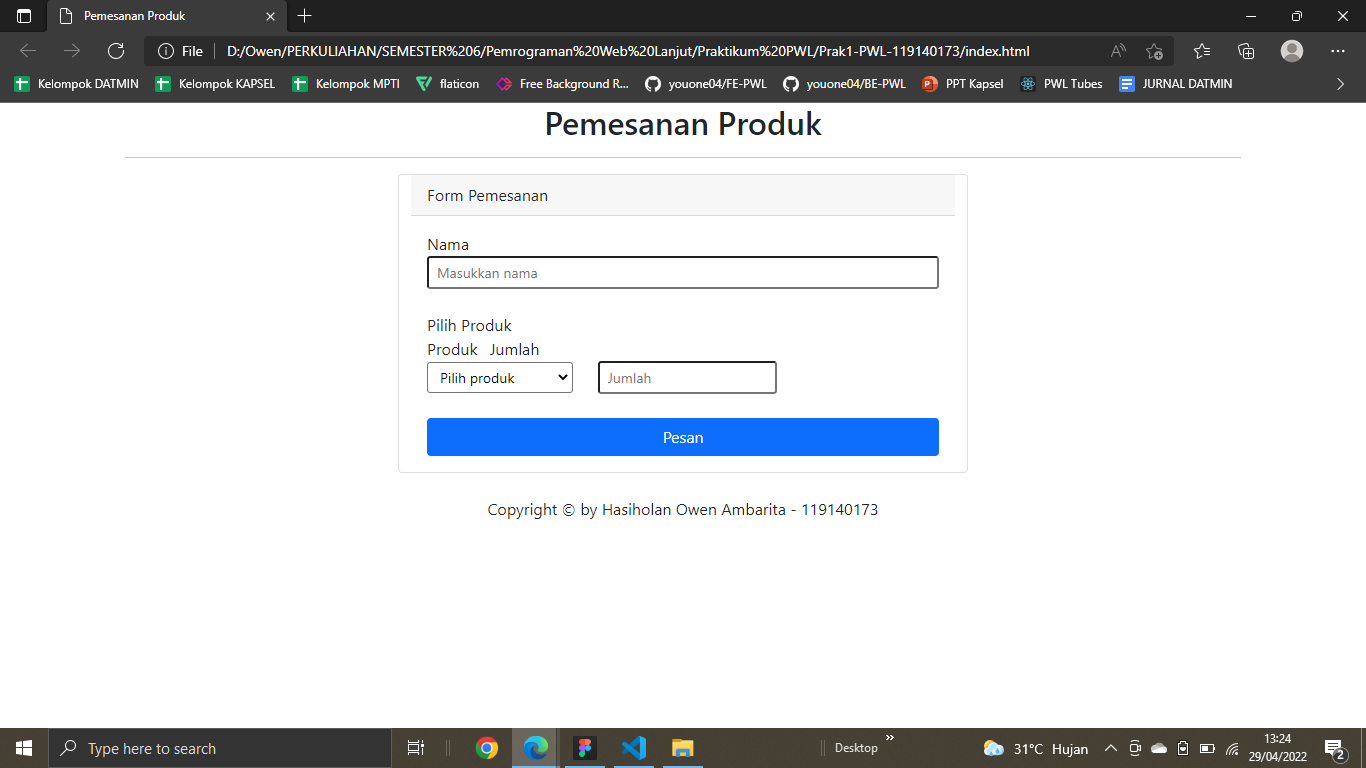 Pemesanan Produk
File
D:/Owen/PERKULIAHAN/SEMESTER%206/Pemrograman%20Web%20Lanjut/Praktikum%20PWL/Prak1-PWL-119140173/index.html
Kelompok DATMIN Kelompok KAPSEL Kelompok MPTI flaticon Free Background R... youone04/FE-PWL youone04/BE-PWL PPT Kapsel PWL Tubes JURNAL DATMIN
Pemesanan Produk
Form Pemesanan
Nama
Masukkan nama
Pilih Produk
Produk Jumlah
Pilih produk Jumlah
Pesan
Copyright © by Hasiholan Owen Ambarita - 119140173
Type here to search
Desktop
31°C Hujan
13:24
29/04/2022
2